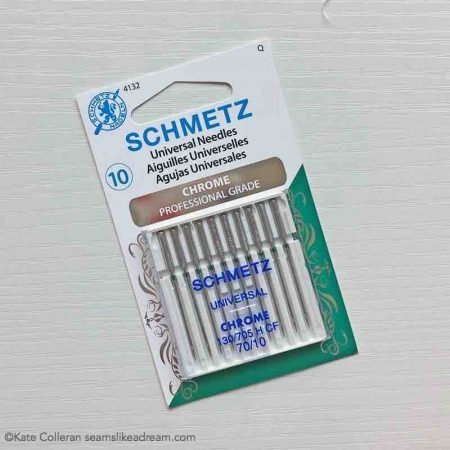 Q
4132
SCHMETZ
Universal Needles
Aiguilles Universelles
Agujas Universales
10
CHROME
PROFESSIONAL GRADE
SCHMETZ
UNIVERSAL
CHROME
130/705 H CF
70/10
©Kate Colleran seamslikeadream.com